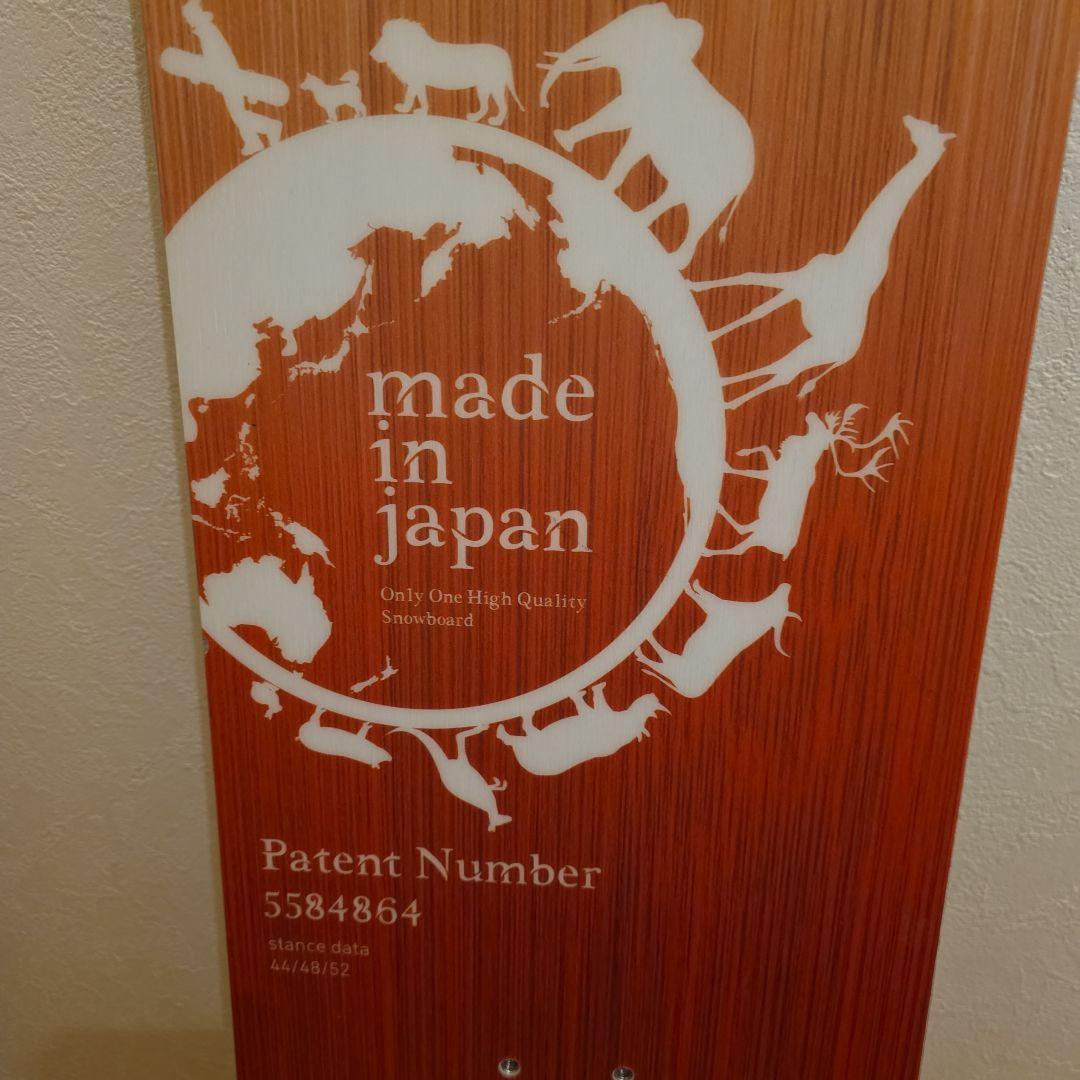 made
in
japan
Only One High Quality
Snowboard
Patent Number
5584864
stance data
44/48/52